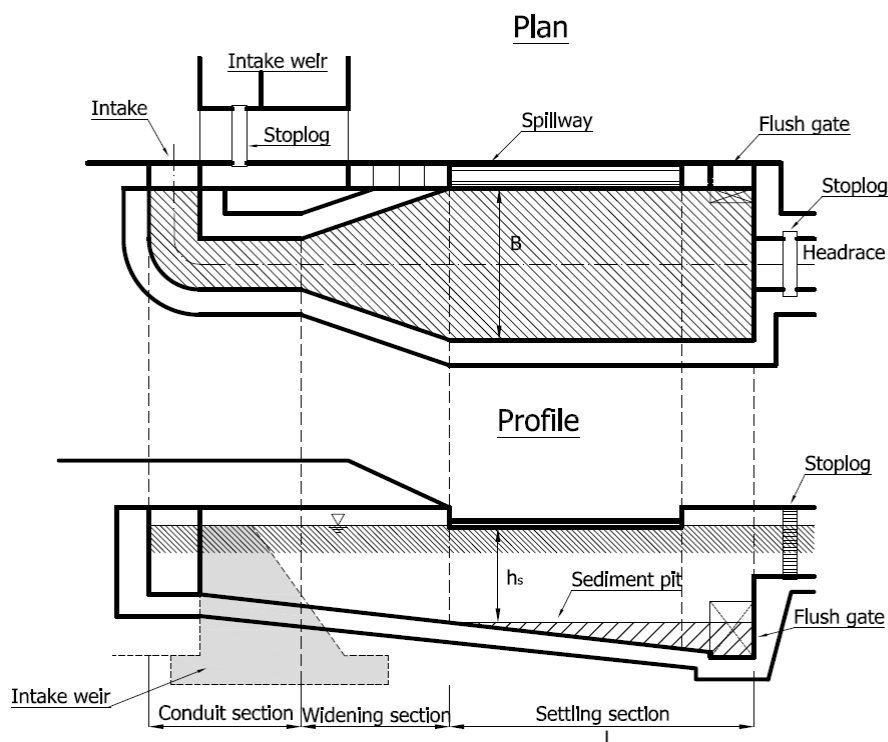 Plan
Intake weir
Intake
Stoplog
Spillway
Flush gate
Stoplog
B
Headrace
Profile
Stoplog
hs
Sediment pit
Flush gate
Intake weir
Conduit section
Widening section
Settling section
L